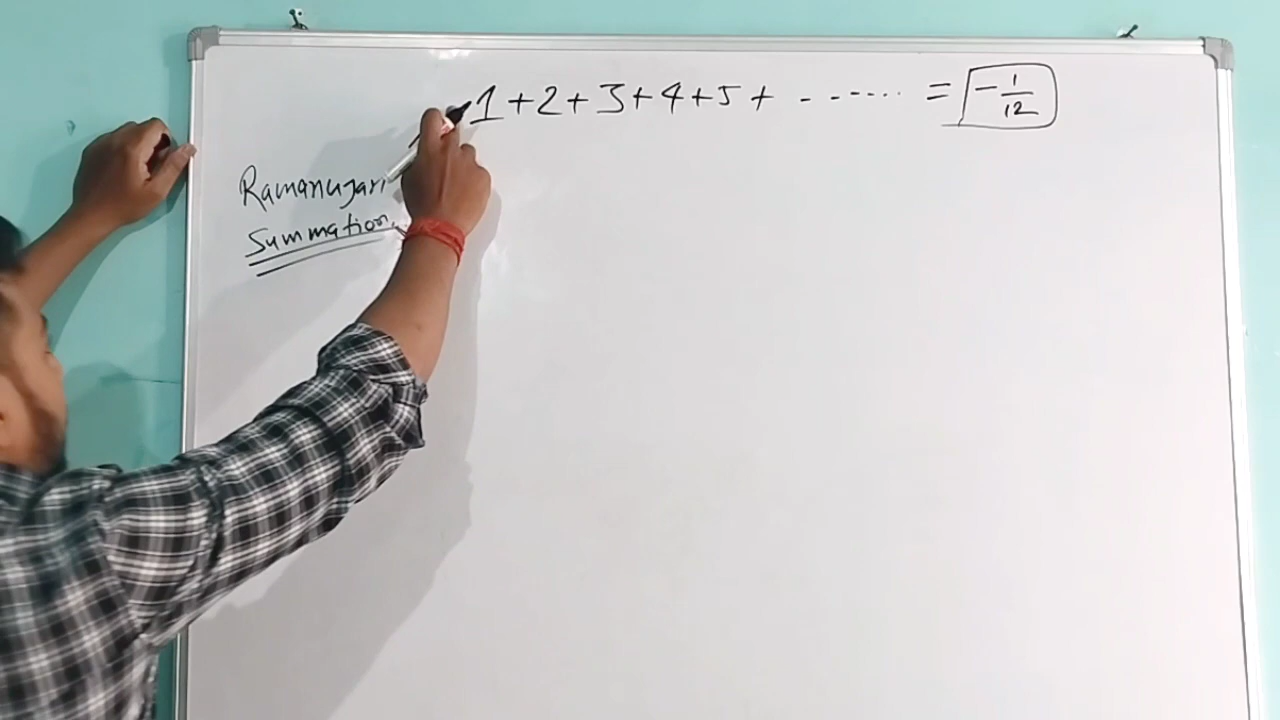 1+2+3+4+5+ ........ = -1/12
Ramanujan
Summation.